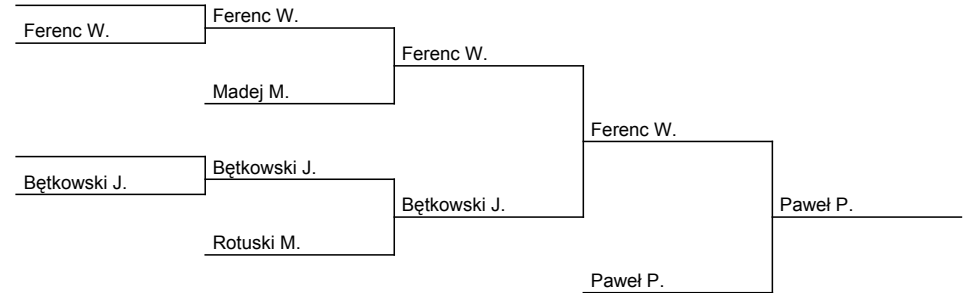 Ferenc W.
Ferenc W.
Ferenc W.
Madej M.
Ferenc W.
Bętkowski J.
Bętkowski J.
Bętkowski J.
Paweł P.
Rotuski M.
Paweł P.